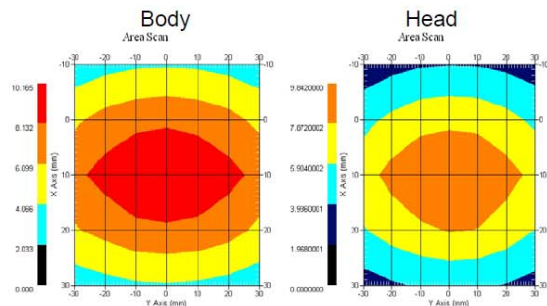 Body
Area Scan
-30 -20 -10 0 10 20 30
-10
0
10
20
30
X Axis (mm)
Y Axis (mm)
10.165
8.132
6.099
4.066
2.033
0.000
Head
Area Scan
-30 -20 -10 0 10 20 30
-10
0
10
20
30
X Axis (mm)
Y Axis (mm)
9.8420000
7.8720002
3.9360001
1.9680001
0.0000000